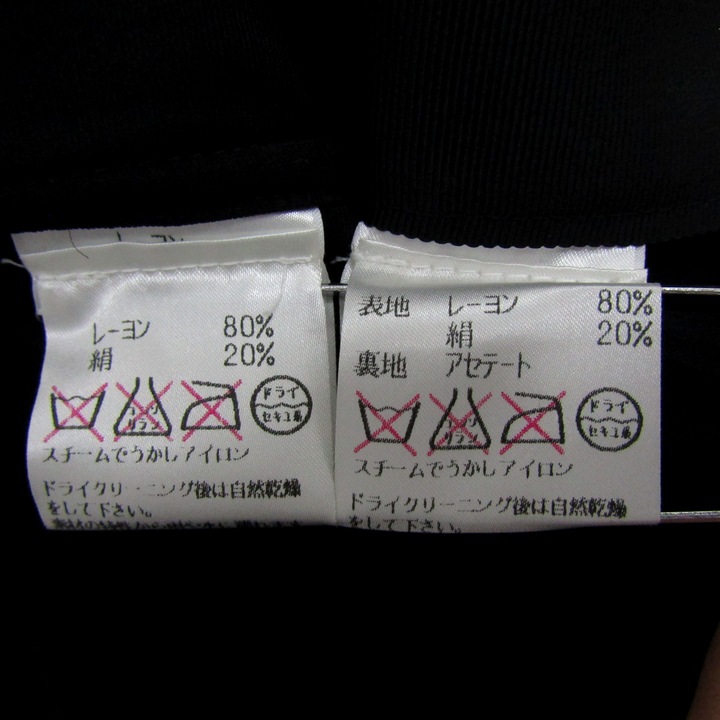 レーヨン 80%
絹 20%
ドライ
セキユ系
スチームでうかしアイロン
ドライクリーニング後は自然乾燥
をして下さい。
表地 レーヨン 80%
絹 20%
裏地 アセテート
ドライ
セキユ系
スチームでうかしアイロン
ドライクリーニング後は自然乾燥
をして下さい。